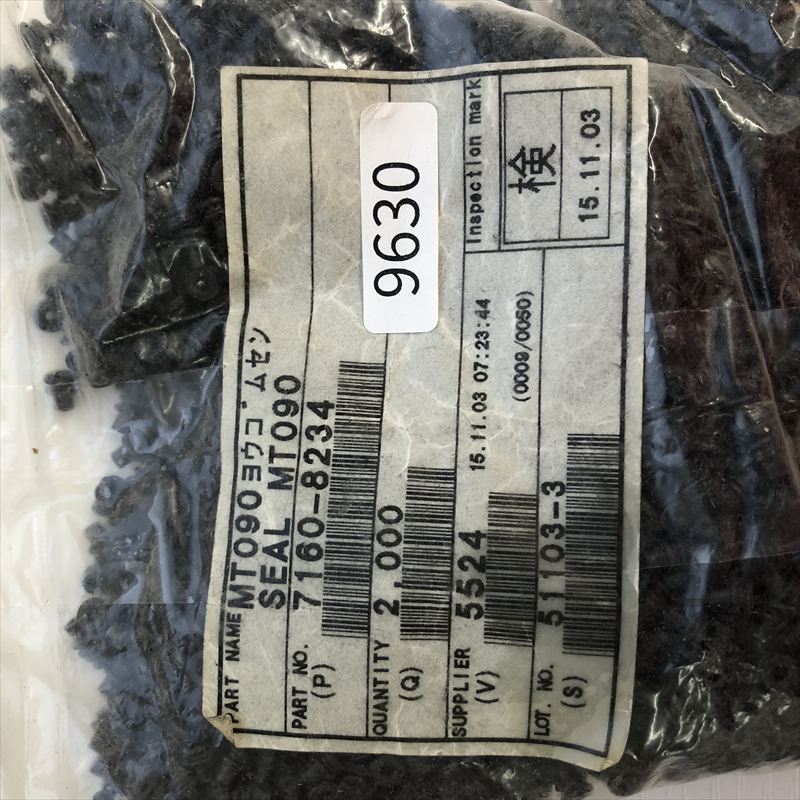 PART NAME MT090ヨウコ゛ムセン
SEAL MT090
PART NO. 7160-8234
(P)
QUANTITY 2,000
(Q)
SUPPLIER 5524
(V)
15.11.03 07:23:44
(0009/0050)
LOT. NO. 51103-3
(S)
9630
Inspection mark
検
15.11.03